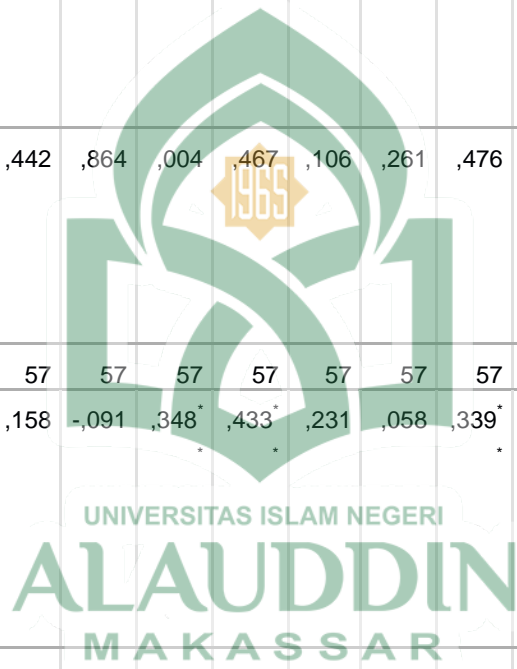 ,442 ,864 ,004 ,467 ,106 ,261 ,476
1965
57 57 57 57 57 57 57
,158 -,091 ,348* ,433* ,231 ,058 ,339*
* * *
UNIVERSITAS ISLAM NEGERI
ALAUDDIN
MAKASSAR